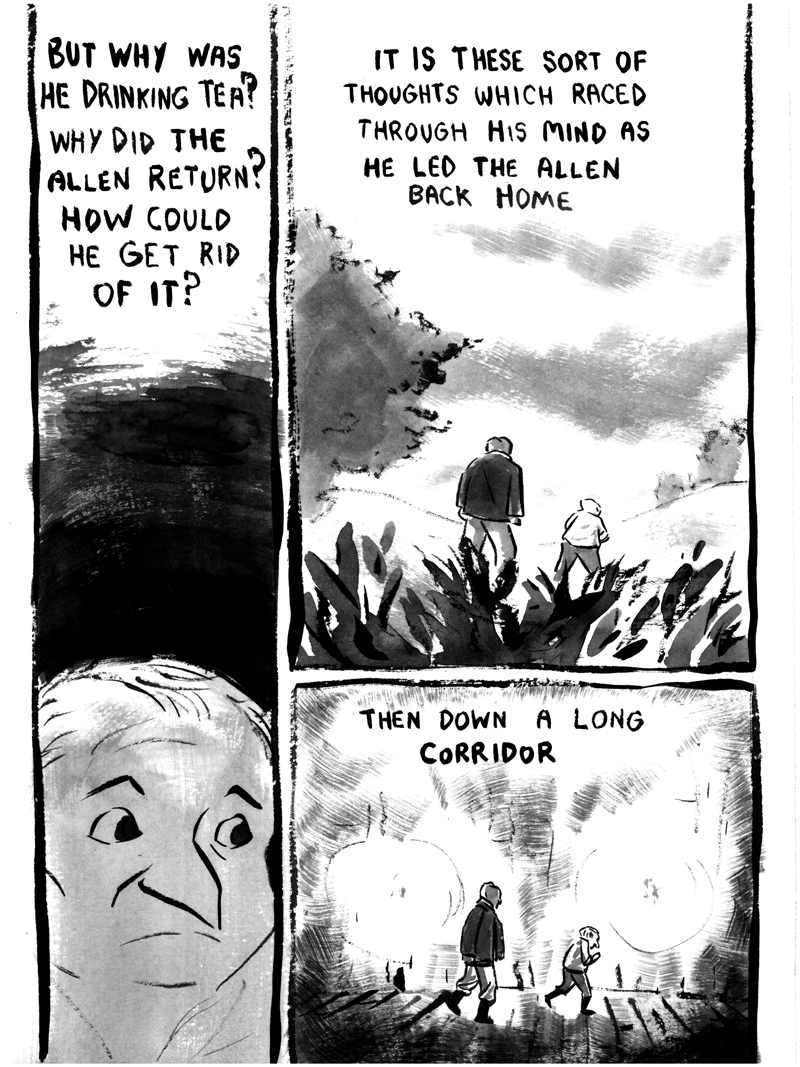 BUT WHY WAS
HE DRINKING TEA?
WHY DID THE
ALLEN RETURN?
HOW COULD
HE GET RID
OF IT?
IT IS THESE SORT OF
THOUGHTS WHICH RACED
THROUGH HIS MIND AS
HE LED THE ALLEN
BACK HOME
THEN DOWN A LONG
CORRIDOR